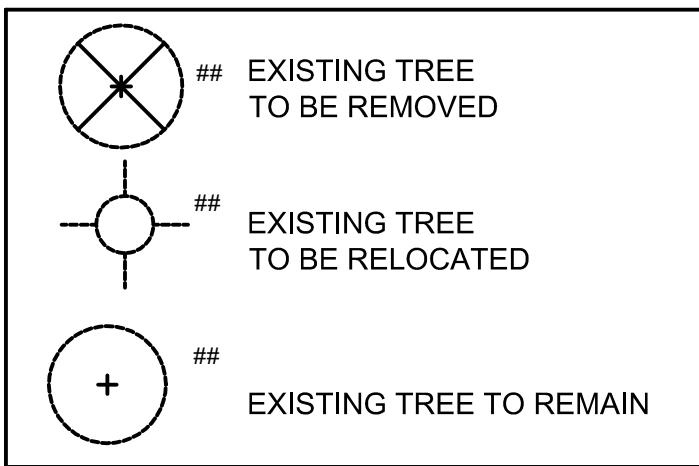 ## EXISTING TREE
TO BE REMOVED
## EXISTING TREE
TO BE RELOCATED
##
EXISTING TREE TO REMAIN